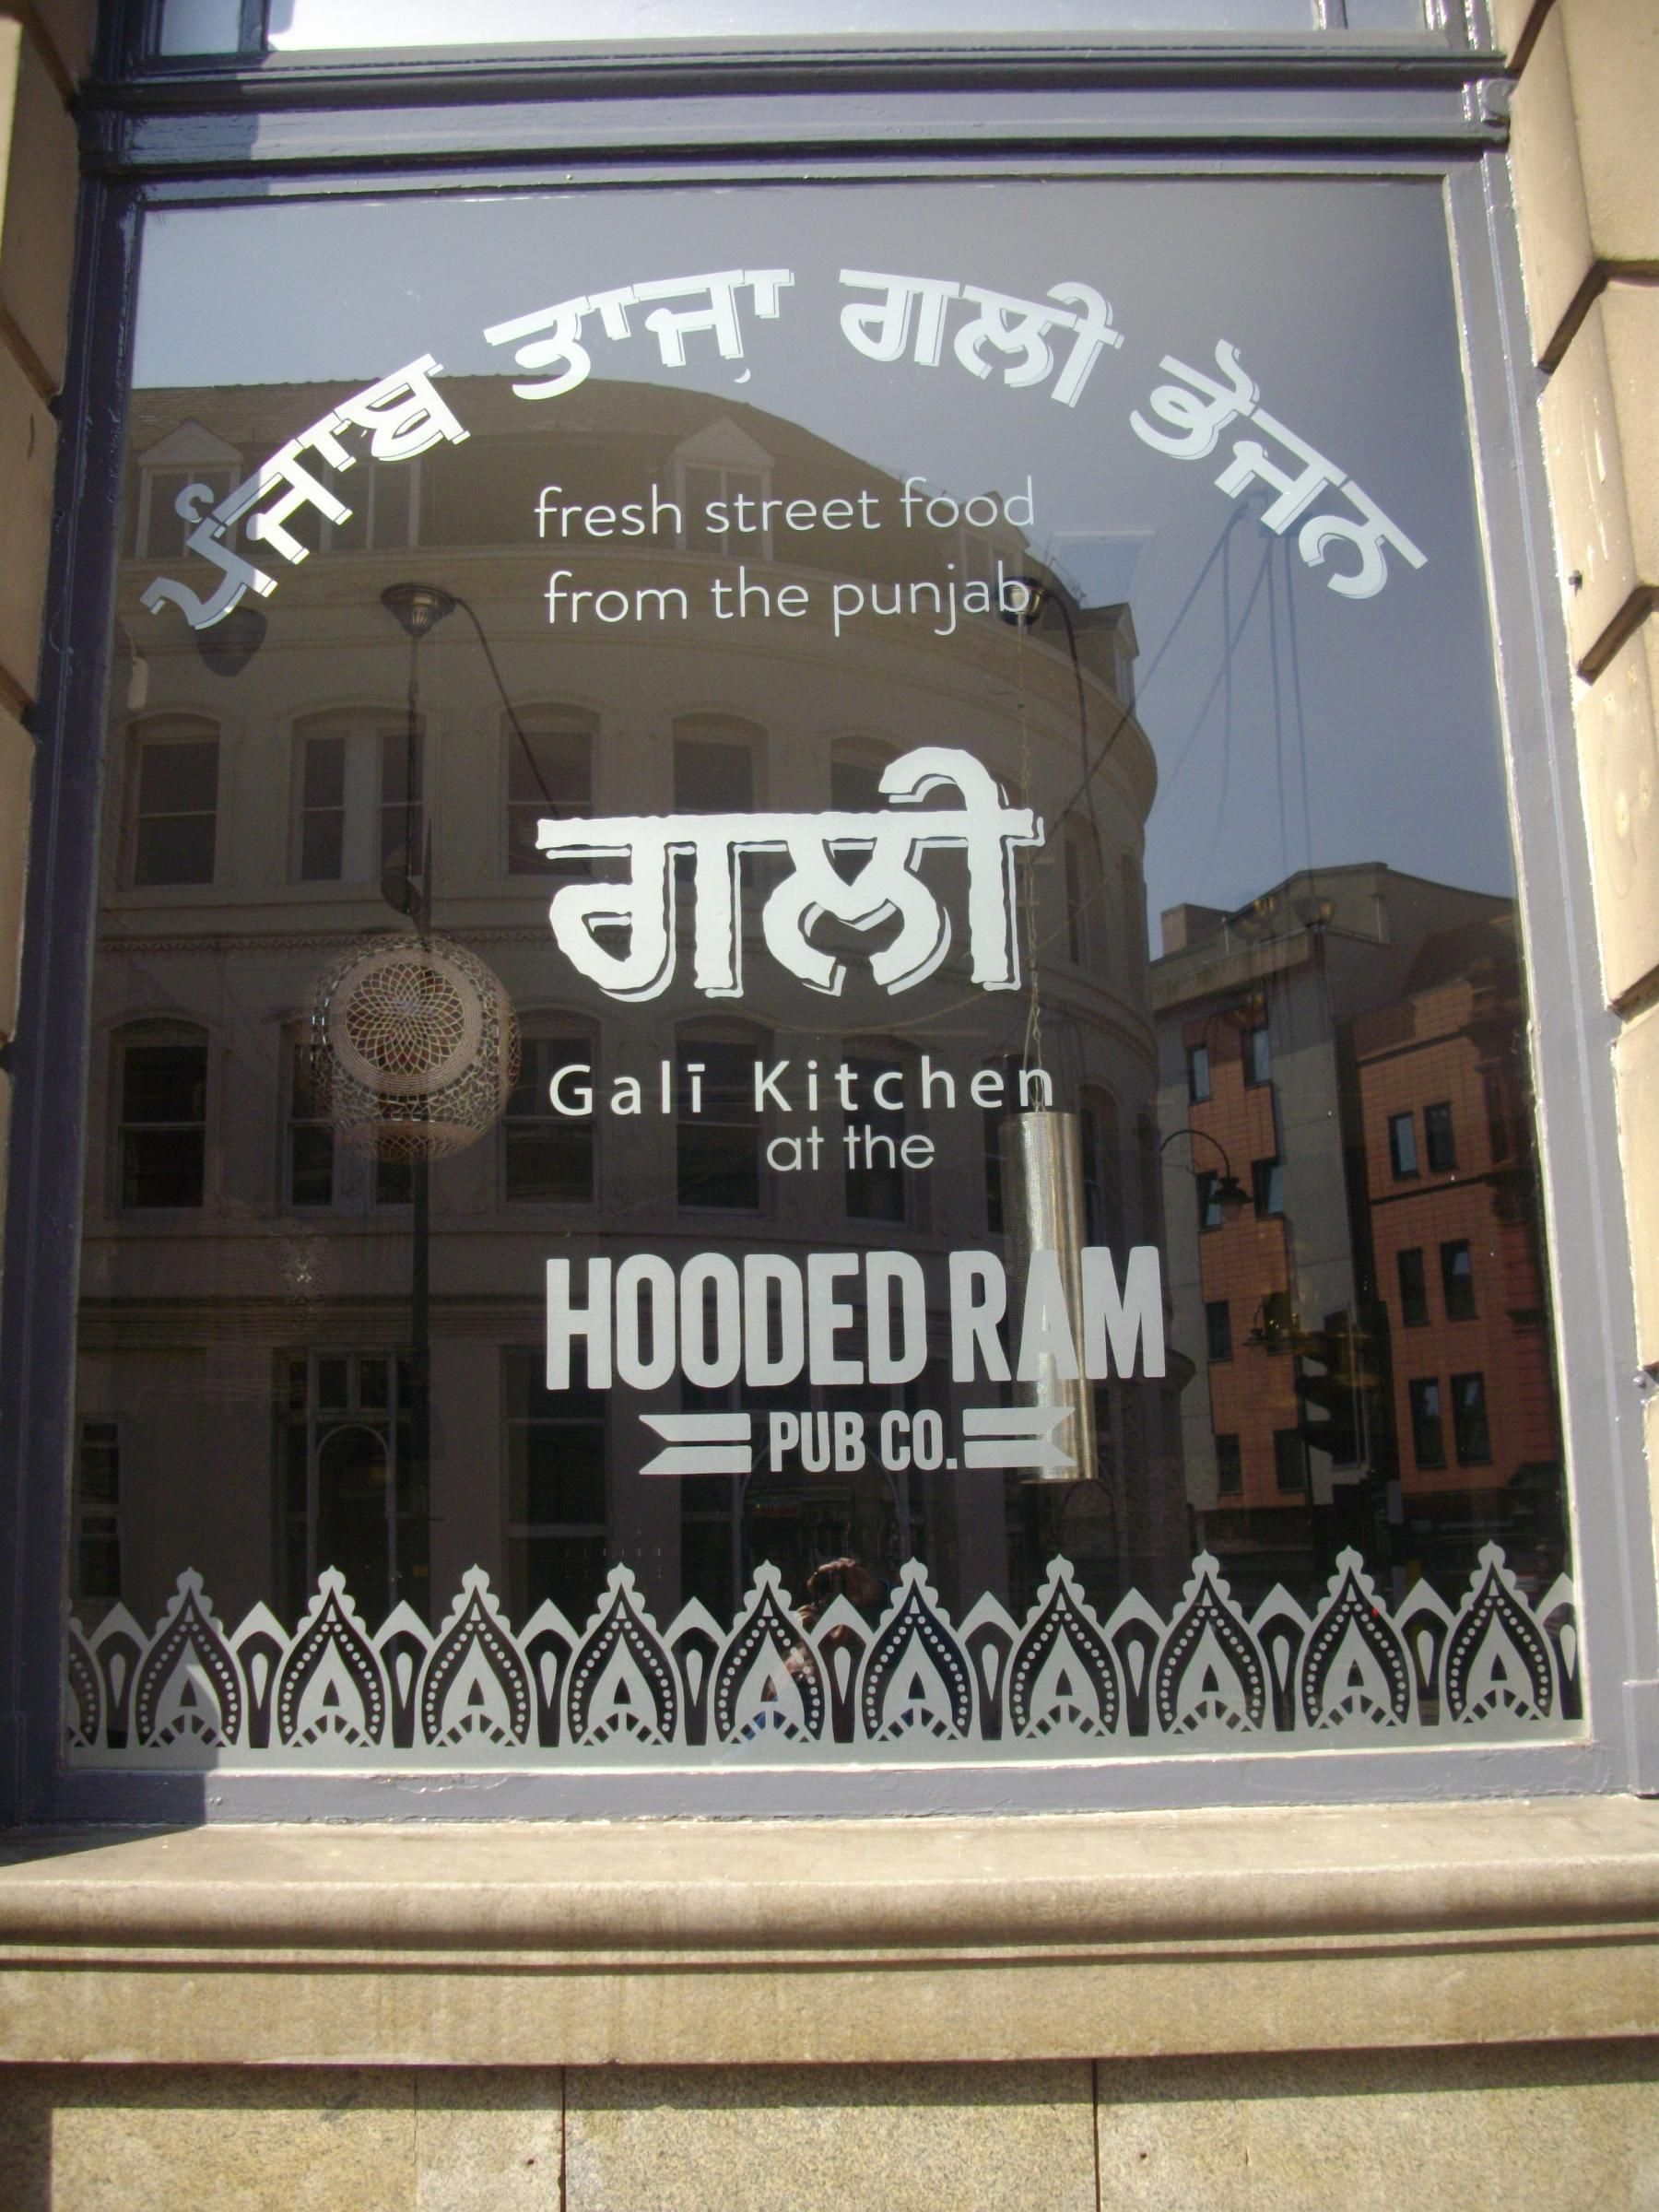 ਪੰਜਾਬ ਤਾਜ਼ਾ ਗਲੀ ਭੋਜਨ
fresh street food
from the punjab
ਗਲੀ
Galī Kitchen
at the
HOODED RAM
PUB CO.